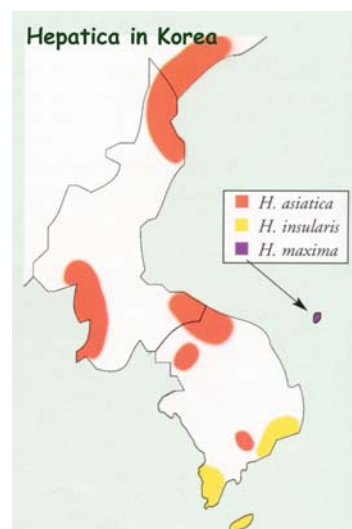 Hepatica in Korea
H. asiatica
H. insularis
H. maxima